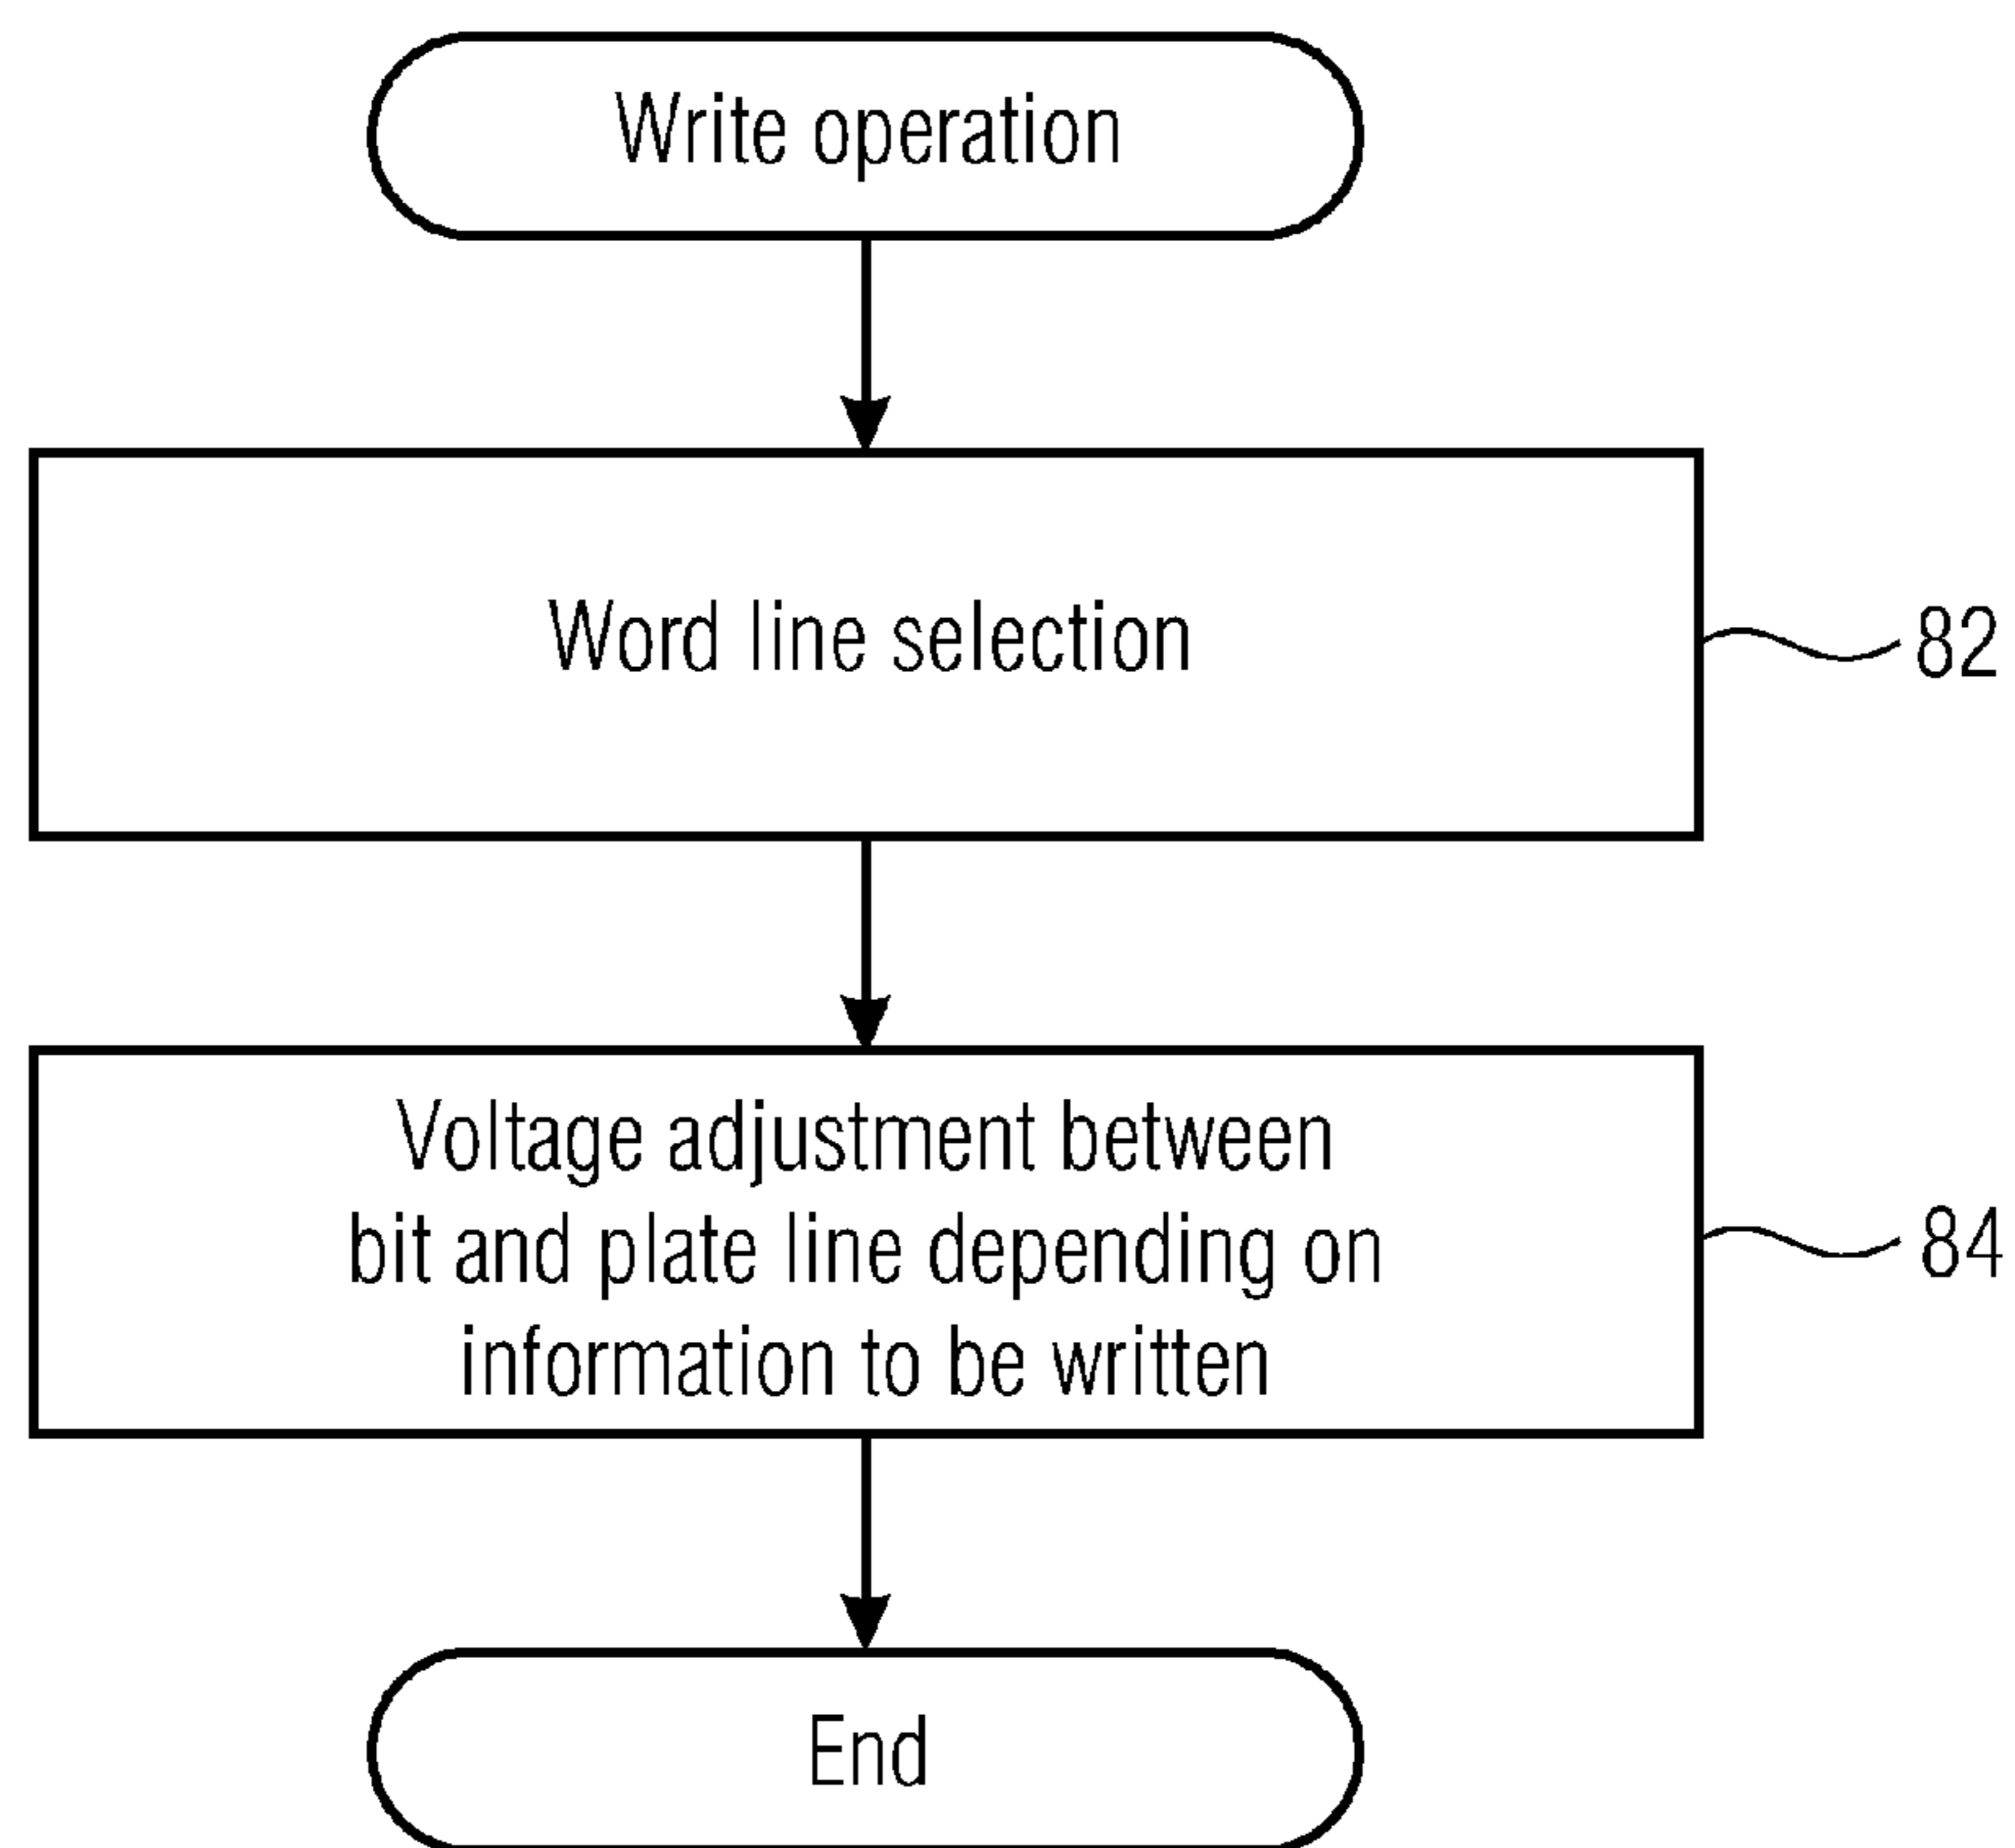 Write operation
Word line selection
82
Voltage adjustment between
bit and plate line depending on
84
information to be written
End